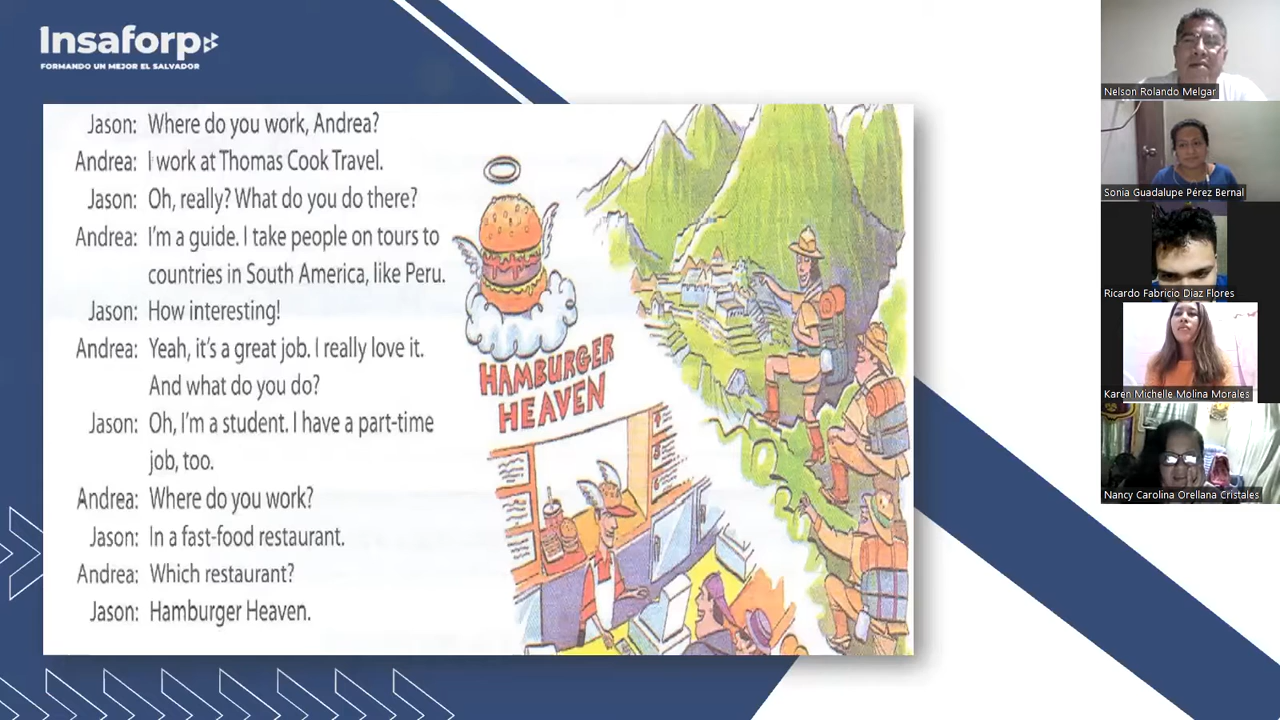 Insaforp
FORMANDO UN MEJOR EL SALVADOR
Jason: Where do you work, Andrea?
Andrea: I work at Thomas Cook Travel.
Jason: Oh, really? What do you do there?
Andrea: I'm a guide. I take people on tours to
countries in South America, like Peru.
Jason: How interesting!
Andrea: Yeah, it's a great job. I really love it.
And what do you do?
Jason: Oh, I'm a student. I have a part-time
job, too.
Andrea: Where do you work?
Jason: In a fast-food restaurant.
Andrea: Which restaurant?
Jason: Hamburger Heaven.
HAMBURGER
HEAVEN
Nelson Rolando Melgar
Sonia Guadalupe Pérez Bernal
Ricardo Fabricio Diaz Flores
Karen Michelle Molina Morales
Nancy Carolina Orellana Cristales